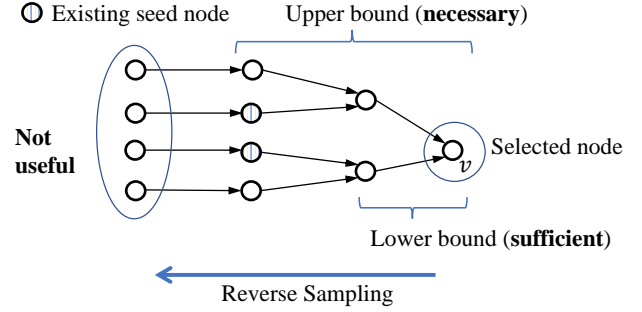 Existing seed node
Upper bound (necessary)
Not
useful
Selected node
v
Lower bound (sufficient)
Reverse Sampling